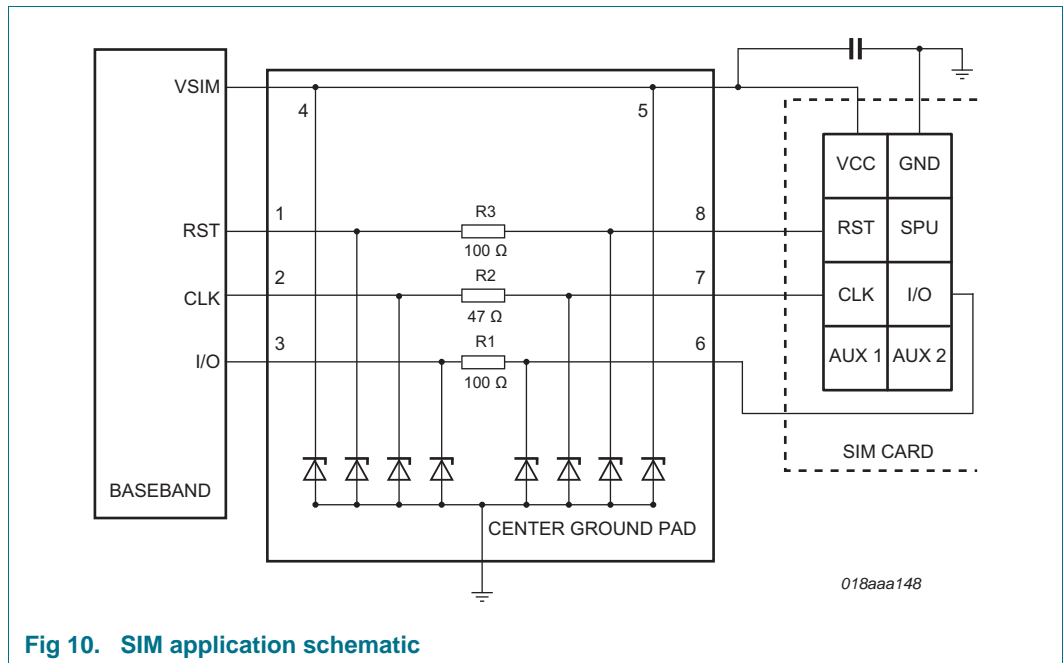 VSIM
4
5
VCC
GND
RST
1
R3
100 Ω
8
RST
SPU
CLK
2
R2
47 Ω
7
CLK
I/O
I/O
3
R1
100 Ω
6
AUX 1
AUX 2
SIM CARD
BASEBAND
CENTER GROUND PAD
018aaa148
Fig 10. SIM application schematic